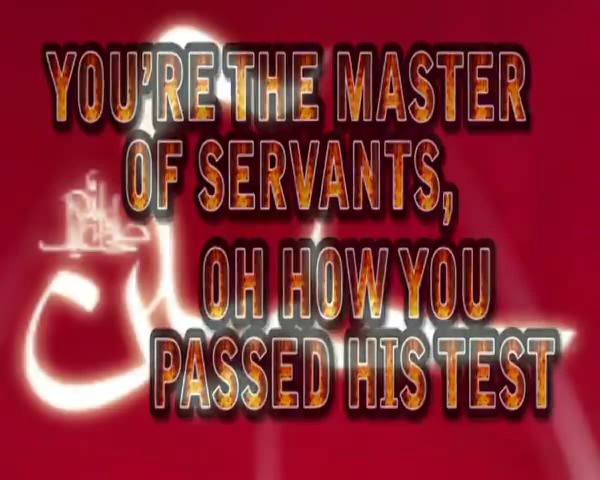 YOU'RE THE MASTER
OF SERVANTS,
OH HOW YOU
PASSED HIS TEST